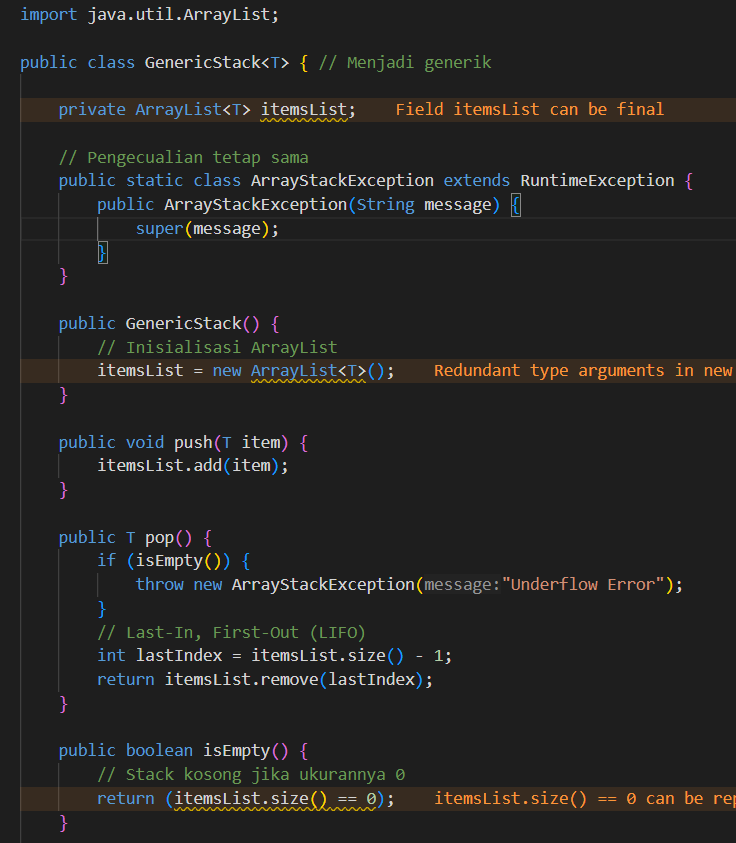 import java.util.ArrayList;
public class GenericStack<T> { // Menjadi generik
private ArrayList<T> itemsList; Field itemsList can be final
// Pengecualian tetap sama
public static class ArrayStackException extends RuntimeException {
public ArrayStackException(String message) {
super(message);
}
}
public GenericStack() {
// Inisialisasi ArrayList
itemsList = new ArrayList<T>(); Redundant type arguments in new
}
public void push(T item) {
itemsList.add(item);
}
public T pop() {
if (isEmpty()) {
throw new ArrayStackException(message:"Underflow Error");
}
// Last-In, First-Out (LIFO)
int lastIndex = itemsList.size() - 1;
return itemsList.remove(lastIndex);
}
public boolean isEmpty() {
// Stack kosong jika ukurannya 0
return (itemsList.size() == 0); itemsList.size() == 0 can be
}